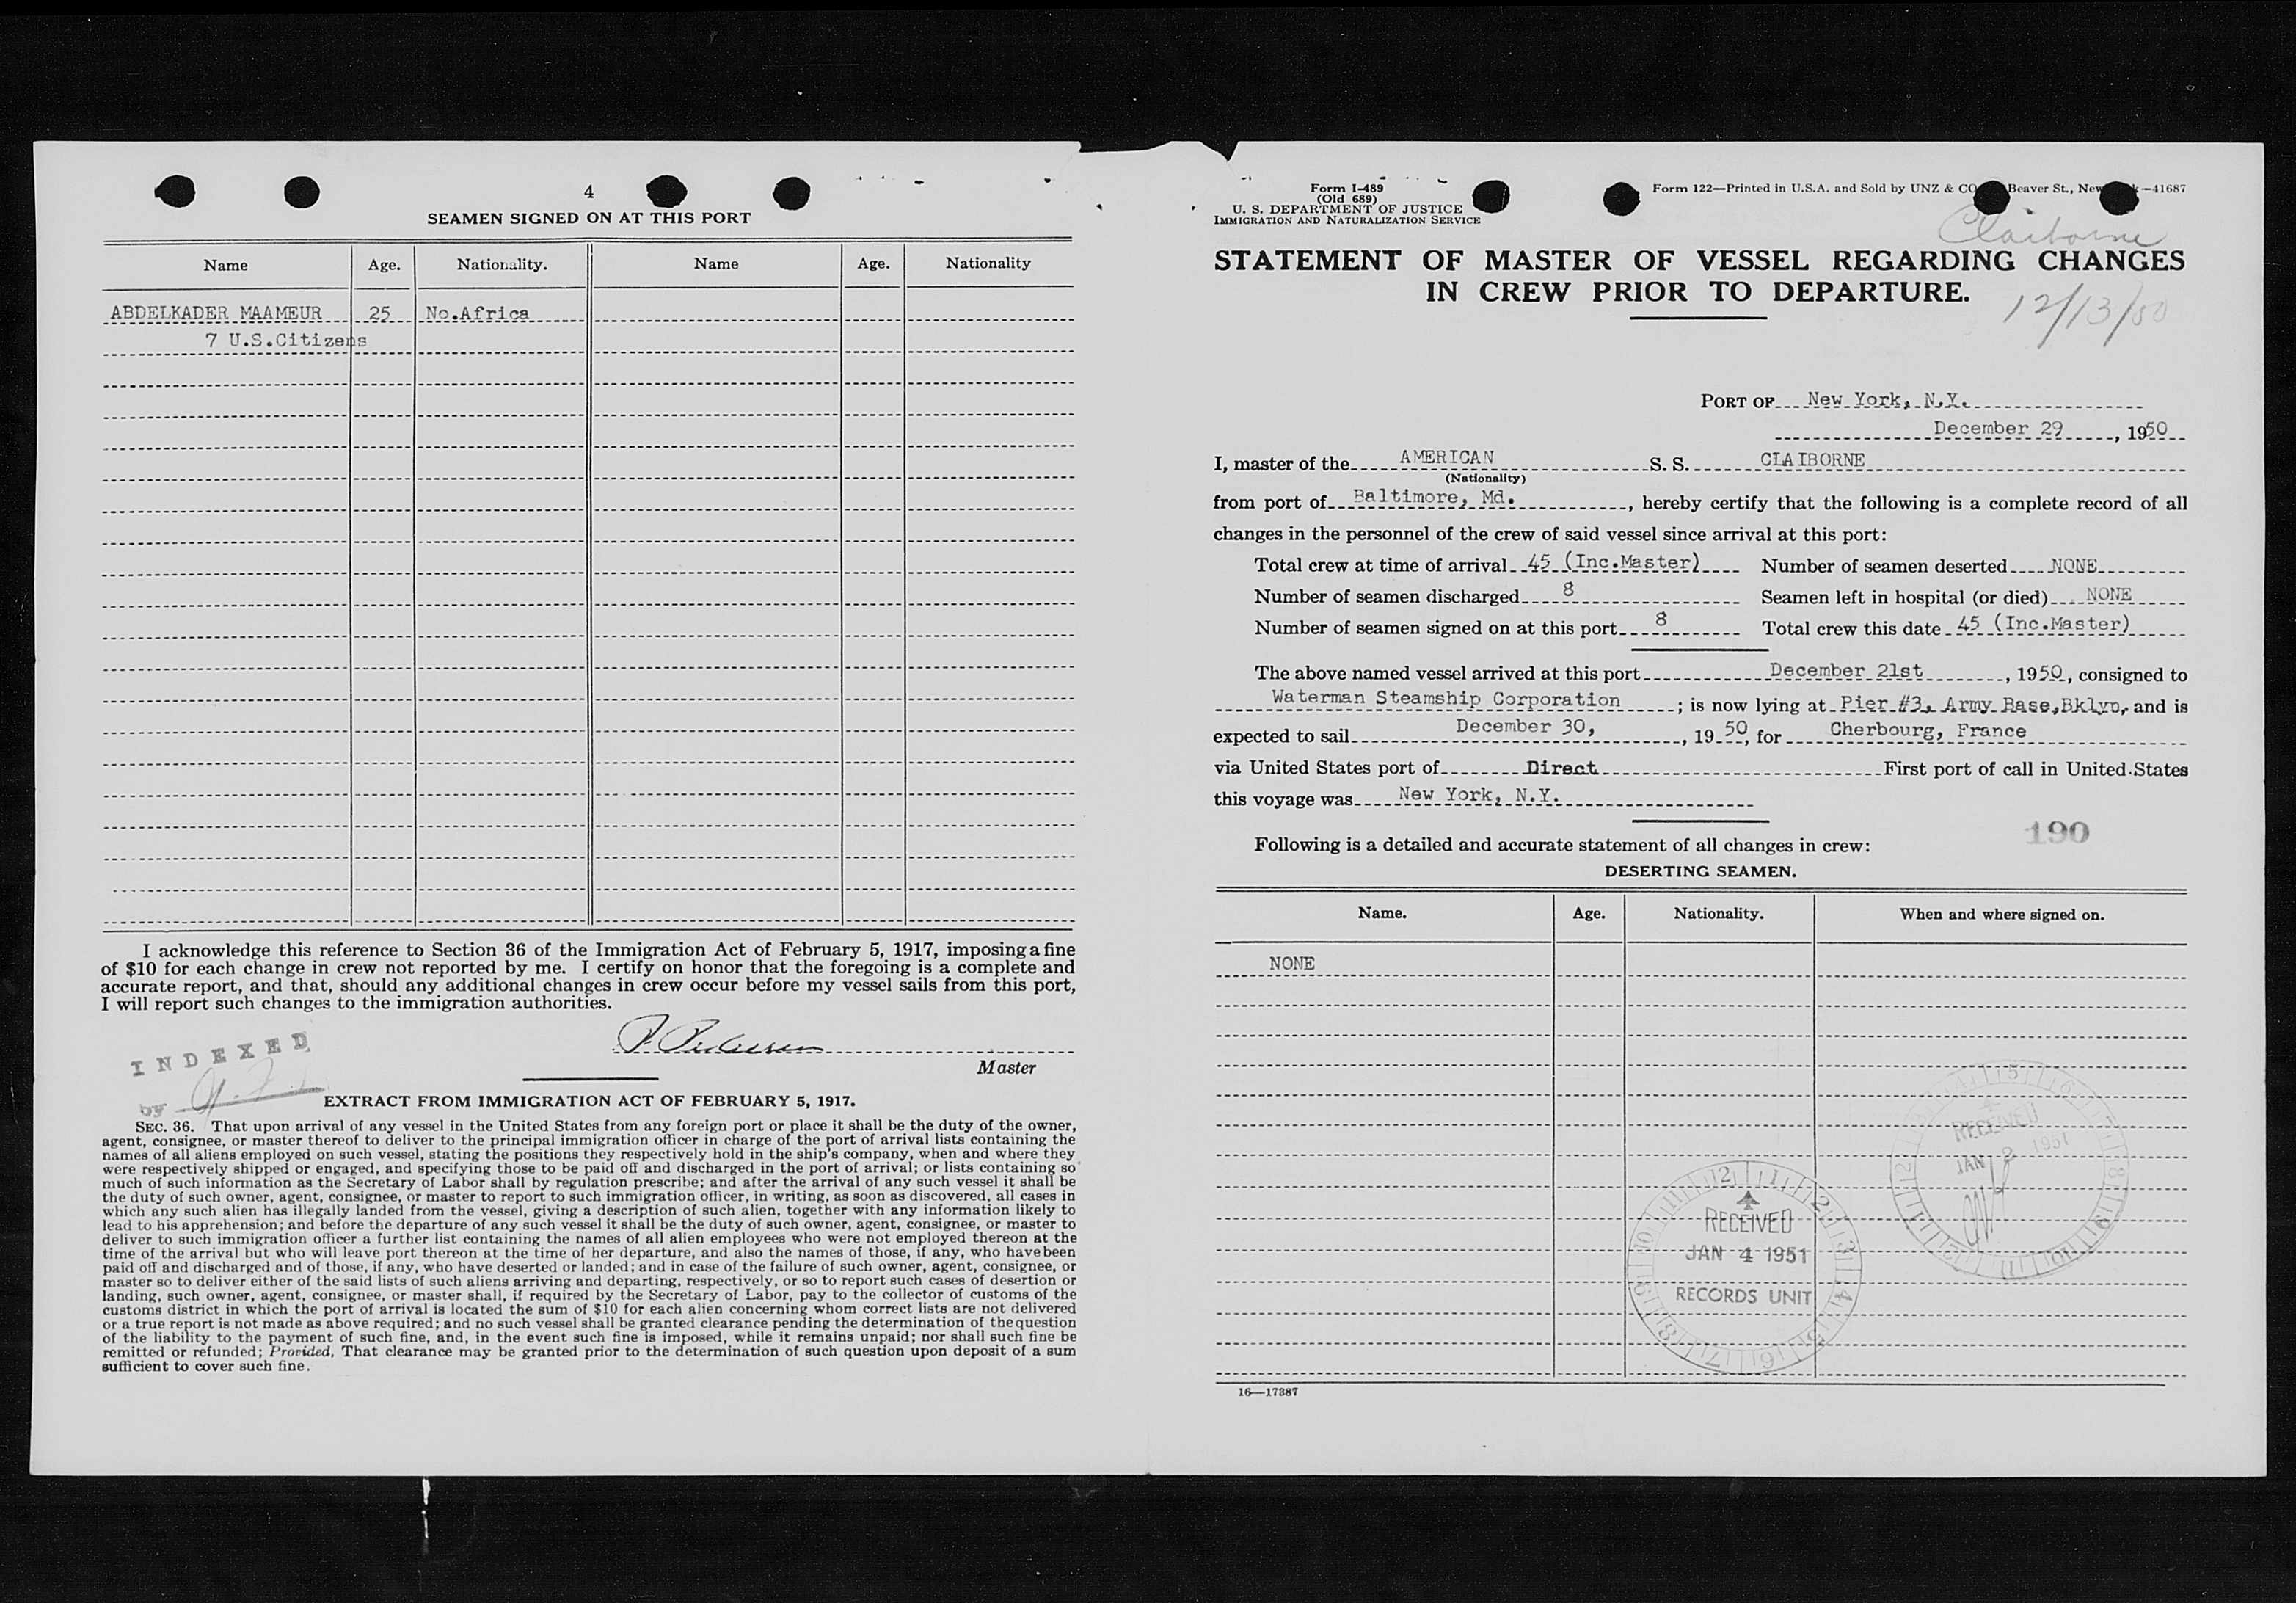 4
SEAMEN SIGNED ON AT THIS PORT
Name Age. Nationality. Name Age. Nationality
ABDELKADER MAAMEUR 25 No.Africa
7 U.S.Citizens
I acknowledge this reference to Section 36 of the Immigration Act of February 5, 1917, imposing a fine
of $10 for each change in crew not reported by me. I certify on honor that the foregoing is a complete and
accurate report, and that, should any additional changes in crew occur before my vessel sails from this port,
I will report such changes to the immigration authorities.
INDEXED
by
Master
EXTRACT FROM IMMIGRATION ACT OF FEBRUARY 5, 1917.
SEC. 36. That upon arrival of any vessel in the United States from any foreign port or place it shall be the duty of the owner,
agent, consignee, or master thereof to deliver to the principal immigration officer in charge of the port of arrival lists containing the
names of all aliens employed on such vessel, stating the positions they respectively hold in the ship's company, when and where they
were respectively shipped or engaged, and specifying those to be paid off and discharged in the port of arrival; or lists containing so
much of such information as the Secretary of Labor shall by regulation prescribe; and after the arrival of any such vessel it shall be
the duty of such owner, agent, consignee, or master to report to such immigration officer, in writing, as soon as discovered, all cases in
which any such alien has illegally landed from the vessel, giving a description of such alien, together with any information likely to
lead to his apprehension; and before the departure of any such vessel it shall be the duty of such owner, agent, consignee, or master to
deliver to such immigration officer a further list containing the names of all alien employees who were not employed thereon at the
time of the arrival but who will leave port thereon at the time of her departure, and also the names of those, if any, who have been
paid off and discharged and of those, if any, who have deserted or landed; and in case of the failure of such owner, agent, consignee, or
master so to deliver either of the said lists of such aliens arriving and departing, respectively, or so to report such cases of desertion or
landing, such owner, agent, consignee, or master shall, if required by the Secretary of Labor, pay to the collector of customs of the
customs district in which the port of arrival is located the sum of $10 for each alien concerning whom correct lists are not delivered
or a true report is not made as above required; and no such vessel shall be granted clearance pending the determination of the question
of the liability to the payment of such fine, and, in the event such fine is imposed, while it remains unpaid; nor shall such fine be
remitted or refunded; Provided, That clearance may be granted prior to the determination of such question upon deposit of a sum
sufficient to cover such fine.
Form I-489
(Old 689)
U. S. DEPARTMENT OF JUSTICE
IMMIGRATION AND NATURALIZATION SERVICE
Form 122—Printed in U.S.A. and Sold by UNZ & CO Beaver St., New —41687
Claiborne
STATEMENT OF MASTER OF VESSEL REGARDING CHANGES
IN CREW PRIOR TO DEPARTURE.
12/13/50
PORT OF New York, N.Y.
December 29, 1950
I, master of the AMERICAN S. S. CLAIBORNE
(Nationality)
from port of Baltimore, Md., hereby certify that the following is a complete record of all
changes in the personnel of the crew of said vessel since arrival at this port:
Total crew at time of arrival 45 (Inc.Master) Number of seamen deserted NONE
Number of seamen discharged 8 Seamen left in hospital (or died) NONE
Number of seamen signed on at this port 8 Total crew this date 45 (Inc.Master)
The above named vessel arrived at this port December 21st, 1950, consigned to
Waterman Steamship Corporation; is now lying at Pier #3, Army Base, Bklyn, and is
expected to sail December 30, , 1950, for Cherbourg, France
via United States port of Direct First port of call in United States
this voyage was New York, N.Y.
190
Following is a detailed and accurate statement of all changes in crew:
DESERTING SEAMEN.
Name. Age. Nationality. When and where signed on.
NONE
RECEIVED
JAN 2 1951
RECEIVED
JAN 4 1951
RECORDS UNIT
16—17387